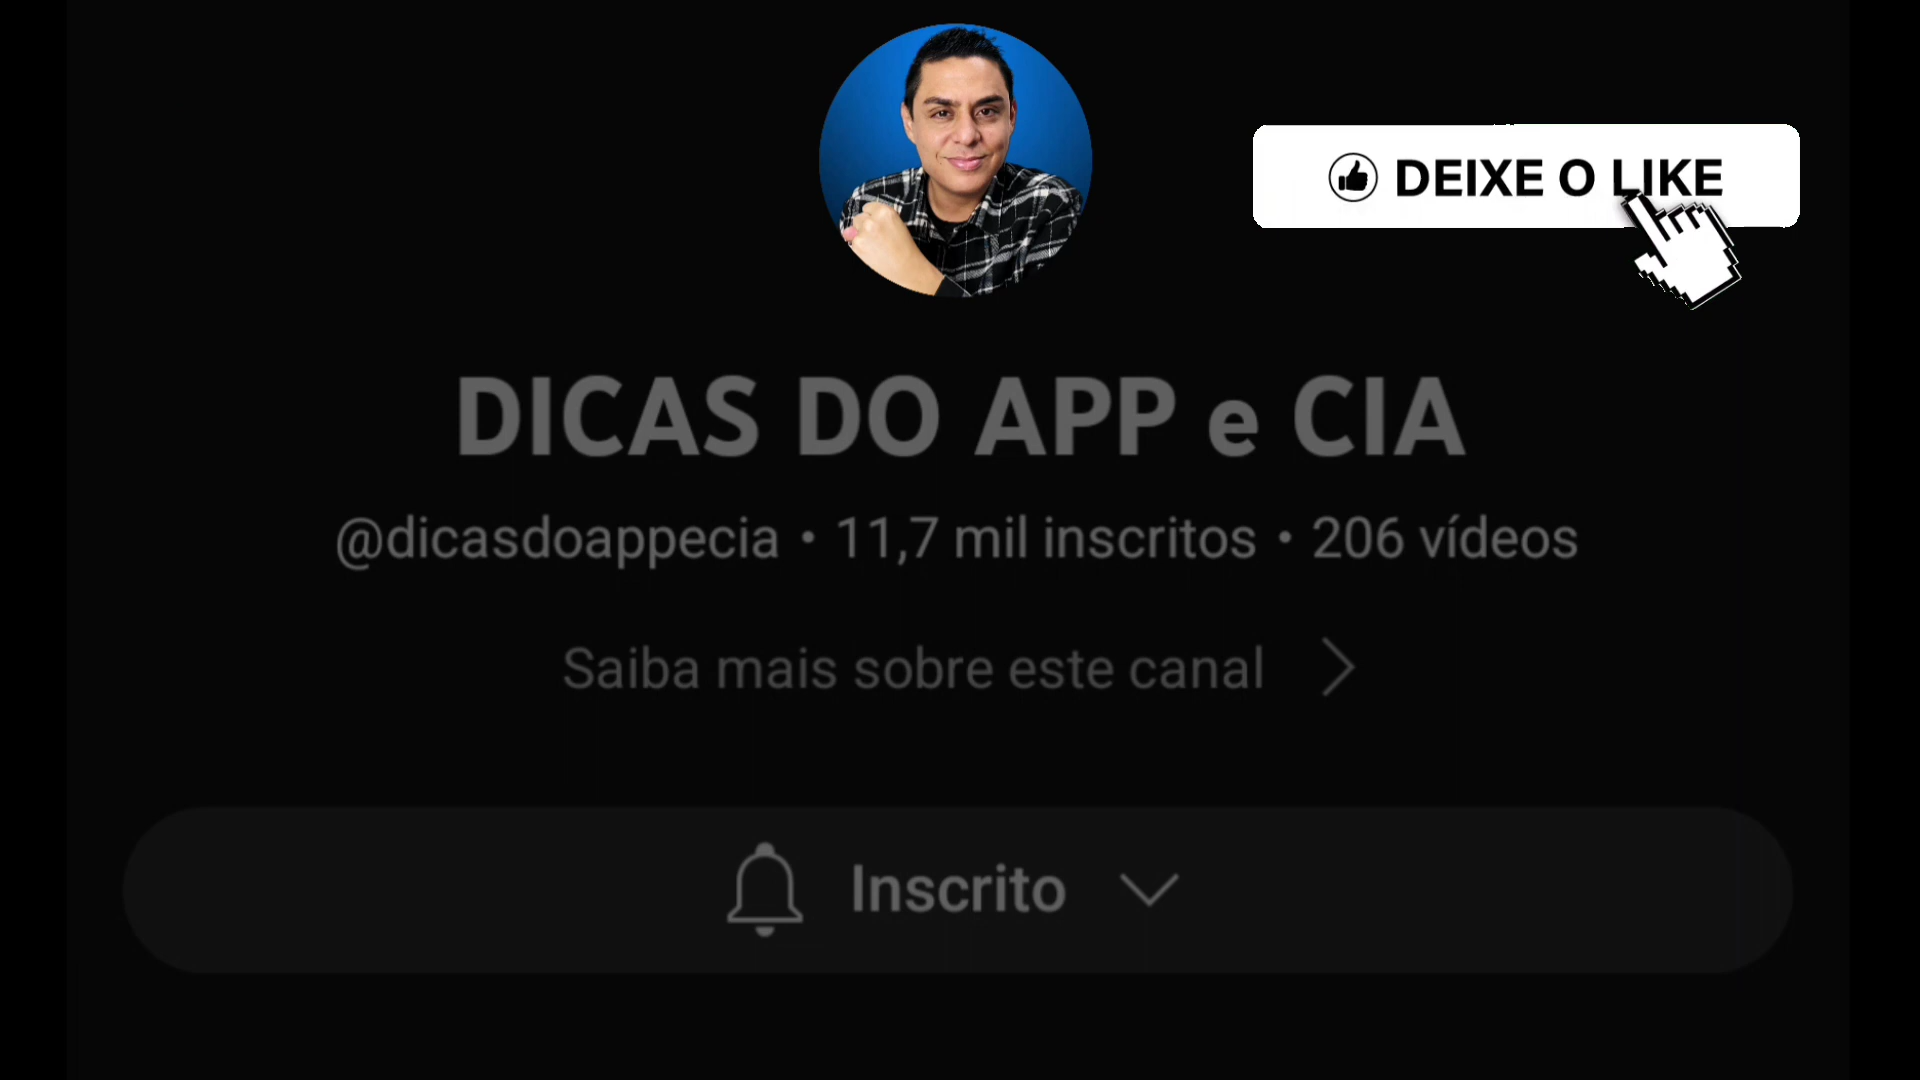 DEIXE O LIKE
DICAS DO APP e CIA
@dicasdoappecia • 11,7 mil inscritos • 206 vídeos
Saiba mais sobre este canal
Inscrito